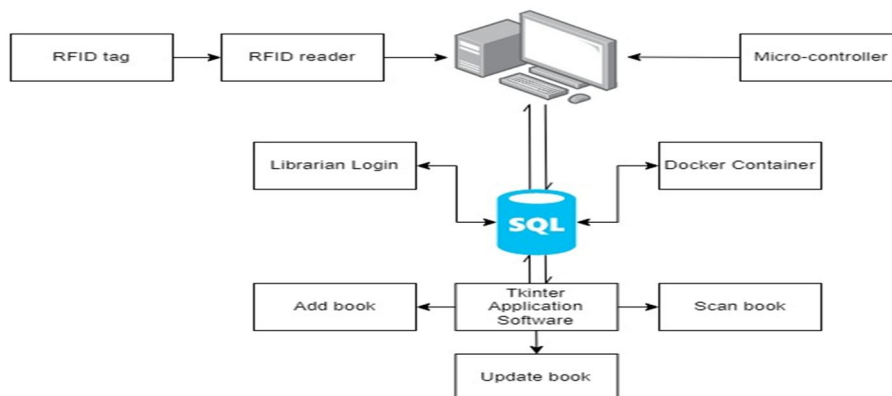 RFID tag
RFID reader
Micro-controller
Librarian Login
Docker Container
SQL
Add book
Tkinter
Application
Software
Scan book
Update book